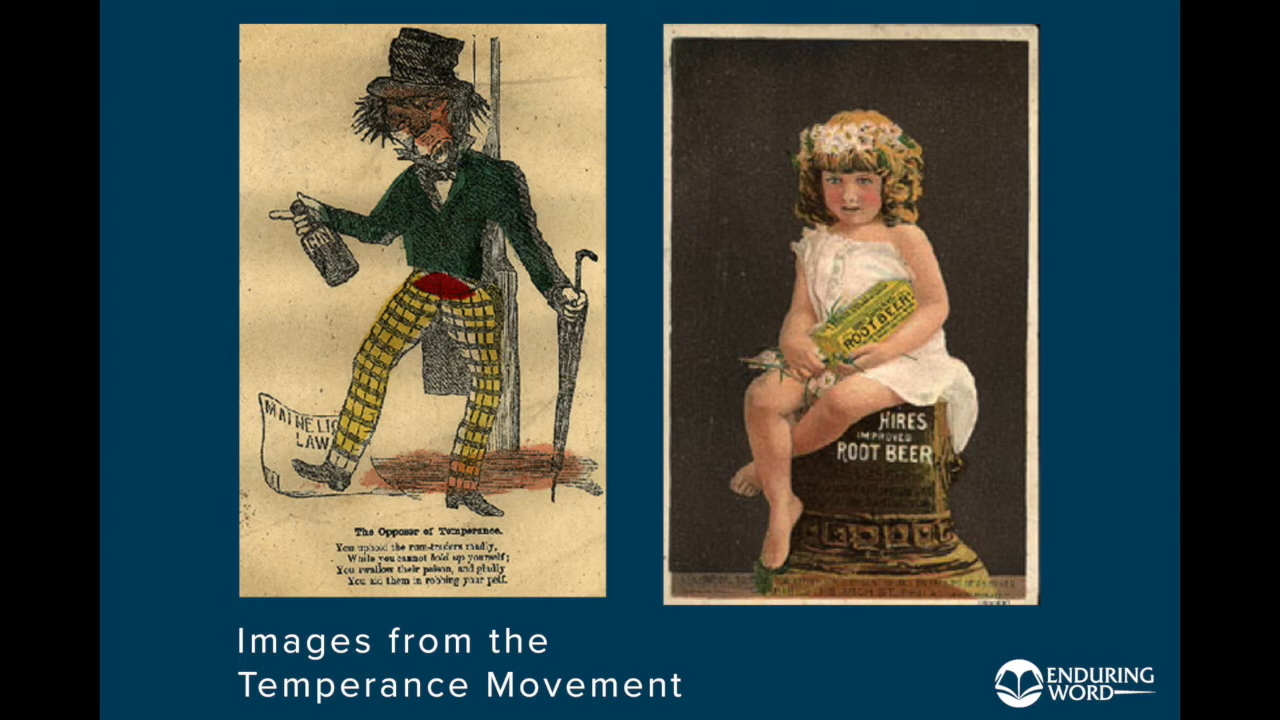 MAINE LIQ
LAW
The Opposer of Temperance.
You uphold the rum-traders madly,
While you cannot hold up yourself;
You swallow their poison, and gladly
You aid them in robbing your pelf.
ROOT BEER
HIRES
IMPROVED
ROOT BEER
Images from the
Temperance Movement
ENDURING
WORD